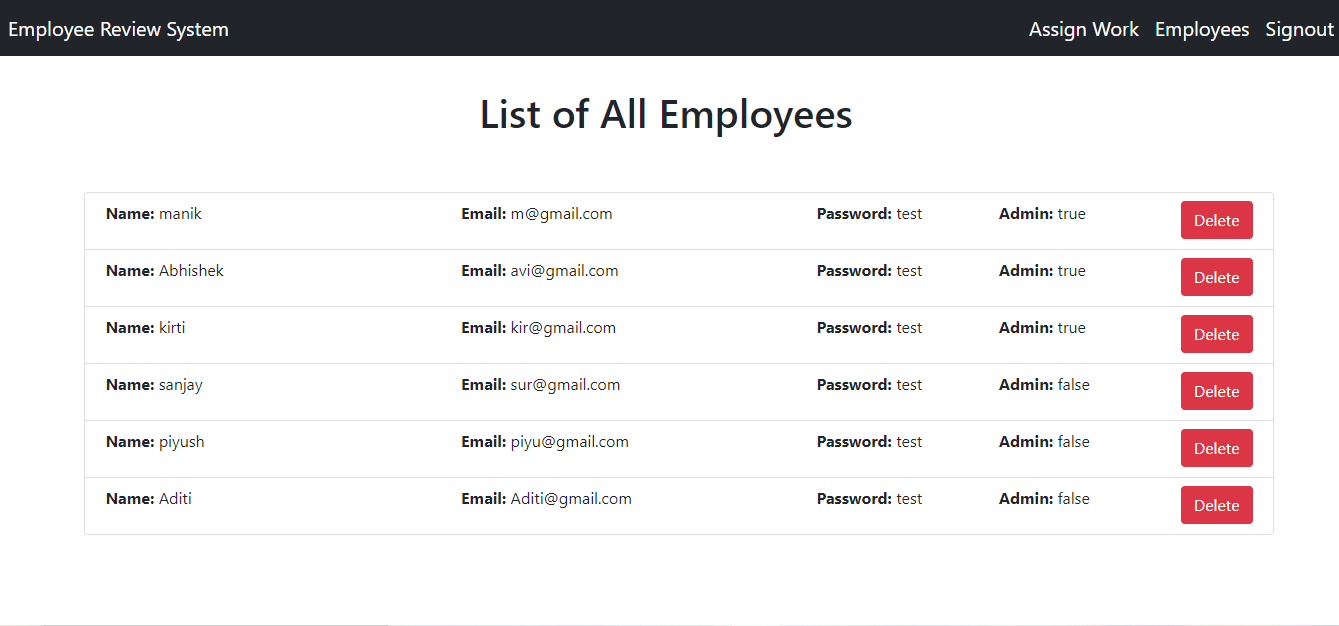 Employee Review System Assign Work Employees Signout
List of All Employees
Name: manik Email: m@gmail.com Password: test Admin: true Delete
Name: Abhishek Email: avi@gmail.com Password: test Admin: true Delete
Name: kirti Email: kir@gmail.com Password: test Admin: true Delete
Name: sanjay Email: sur@gmail.com Password: test Admin: false Delete
Name: piyush Email: piyu@gmail.com Password: test Admin: false Delete
Name: Aditi Email: Aditi@gmail.com Password: test Admin: false Delete